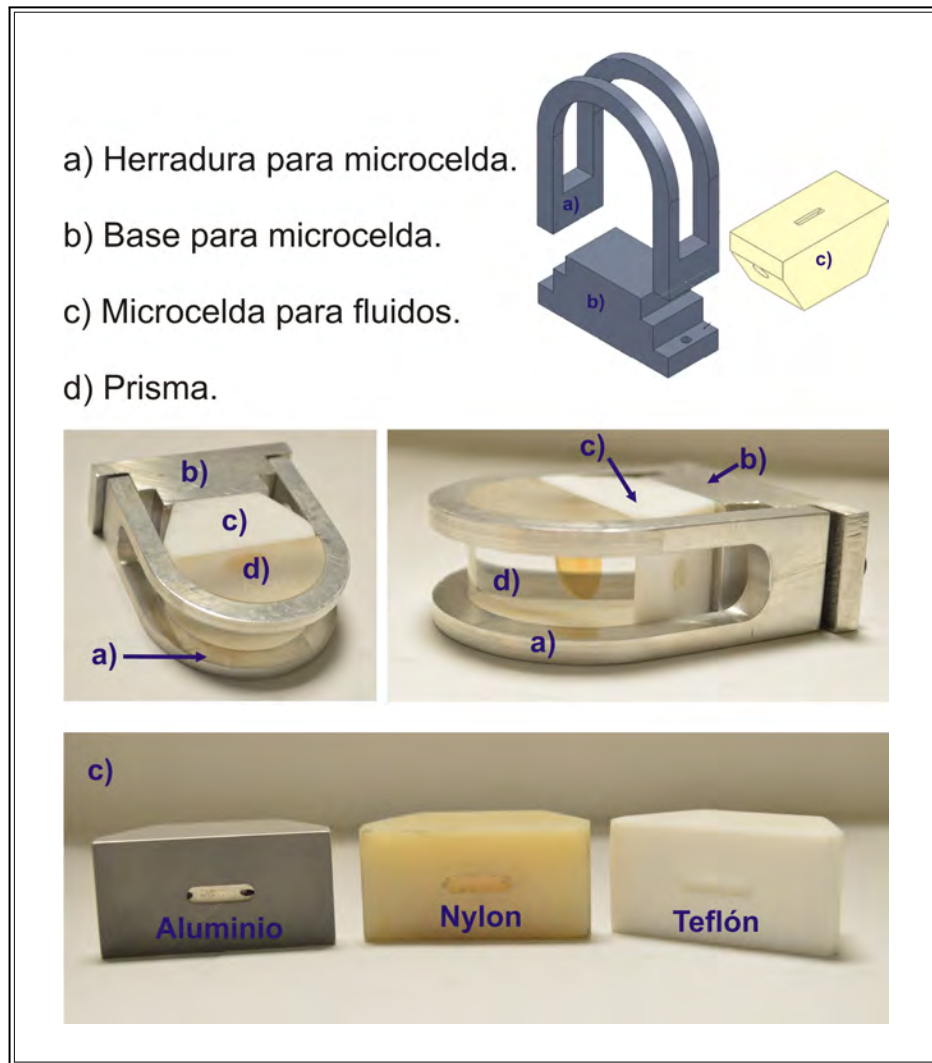 a) Herradura para microcelda.
b) Base para microcelda.
c) Microcelda para fluidos.
d) Prisma.
a)
b)
c)
b)
c)
d)
a)
c)
b)
d)
a)
c)
Aluminio
Nylon
Teflón